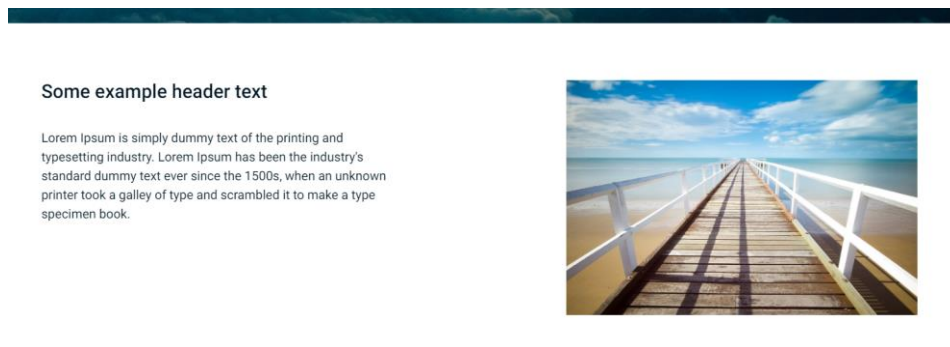 Some example header text
Lorem Ipsum is simply dummy text of the printing and
typesetting industry. Lorem Ipsum has been the industry's
standard dummy text ever since the 1500s, when an unknown
printer took a galley of type and scrambled it to make a type
specimen book.